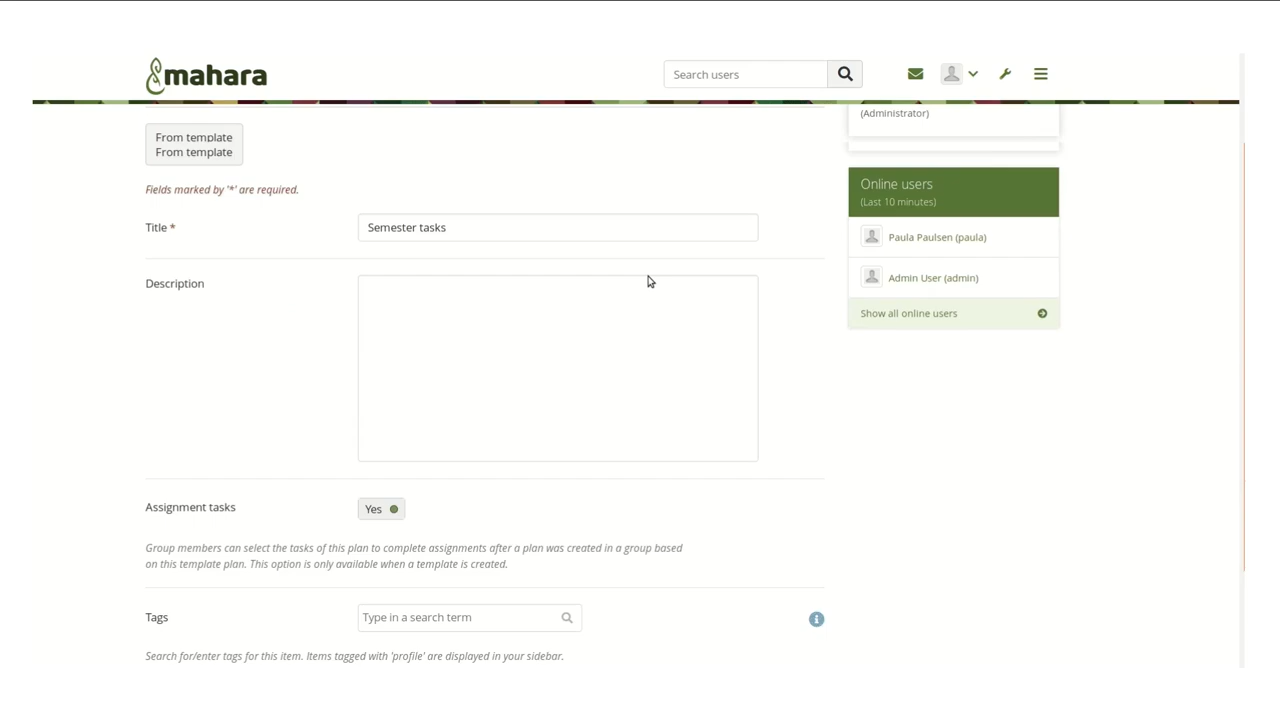 mahara
Search users
(Administrator)
From template
From template
Fields marked by '*' are required.
Title *
Semester tasks
Description
Online users
(Last 10 minutes)
Paula Paulsen (paula)
Admin User (admin)
Show all online users
Assignment tasks
Yes
Group members can select the tasks of this plan to complete assignments after a plan was created in a group based
on this template plan. This option is only available when a template is created.
Tags
Type in a search term
Search for/enter tags for this item. Items tagged with 'profile' are displayed in your sidebar.